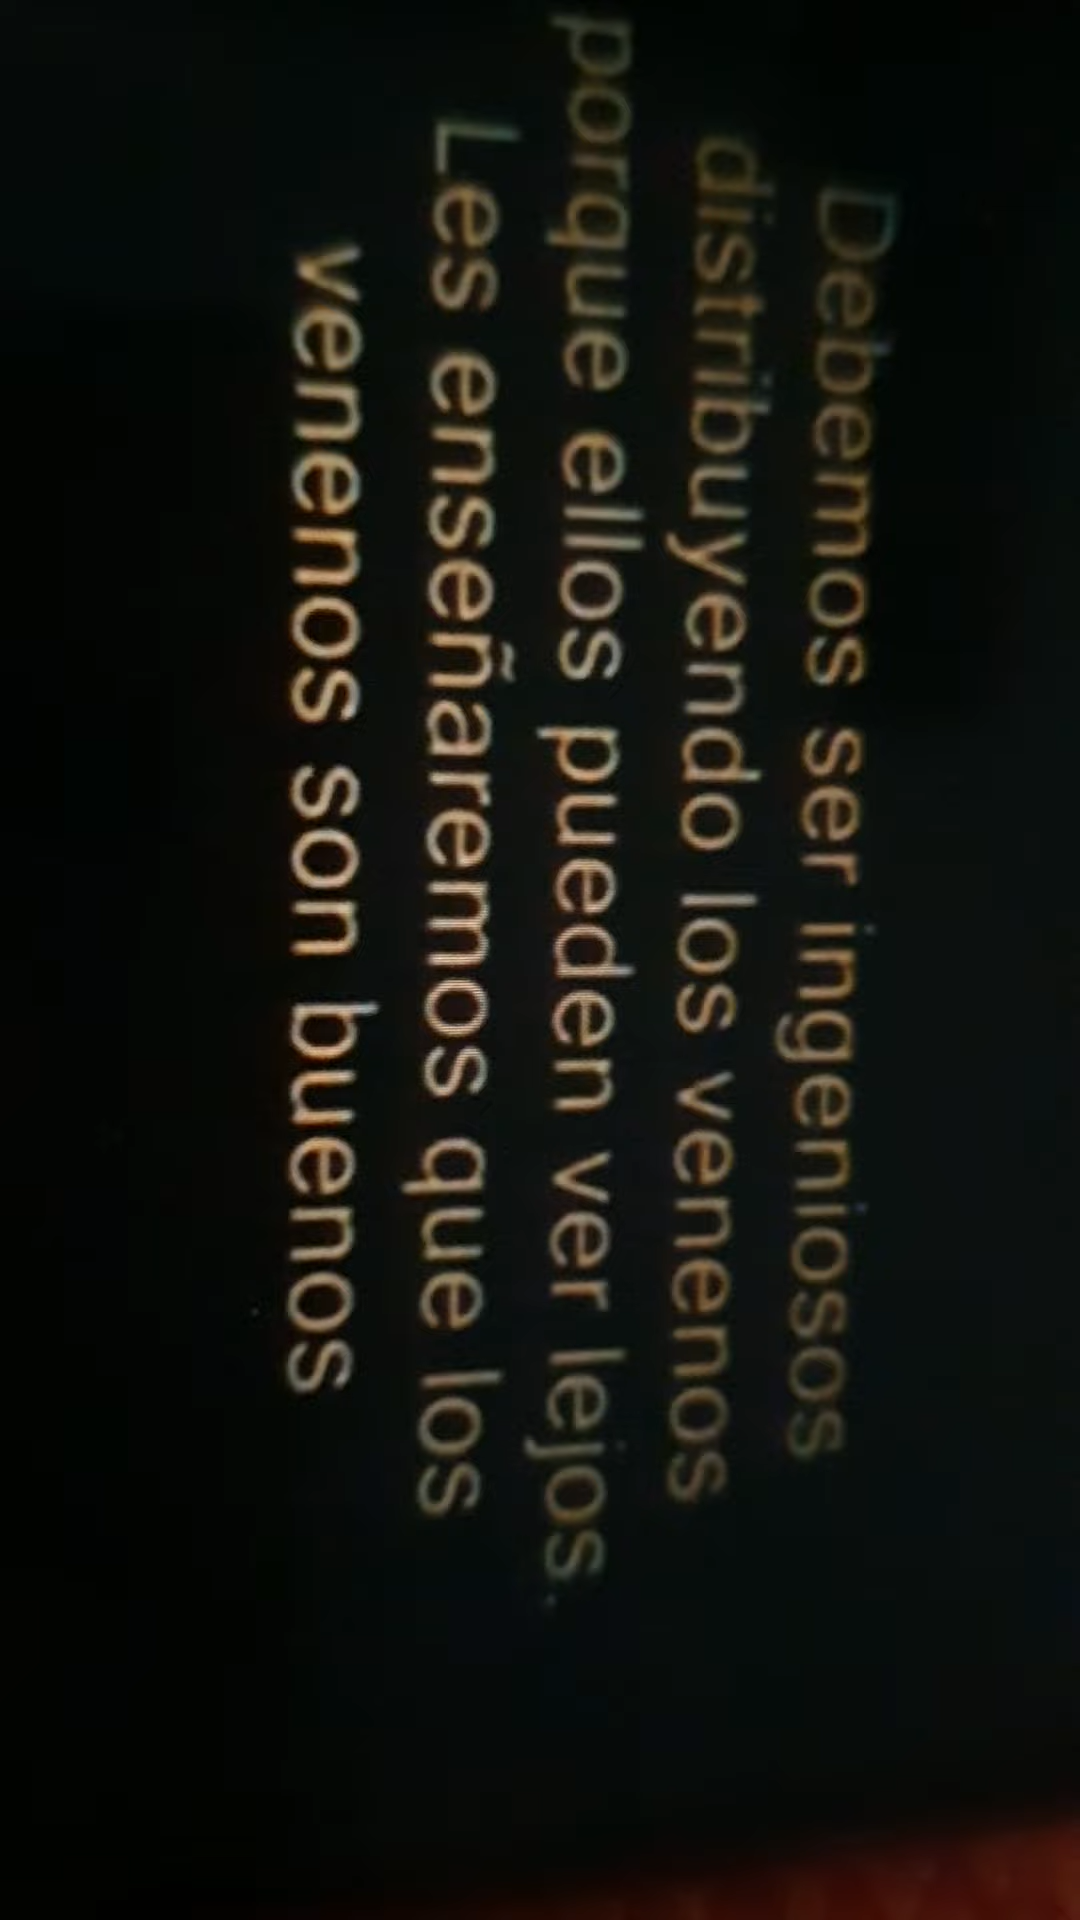 Debemos ser ingeniosos
distribuyendo los venenos
porque ellos pueden ver lejos.
Les enseñaremos que los
venenos son buenos